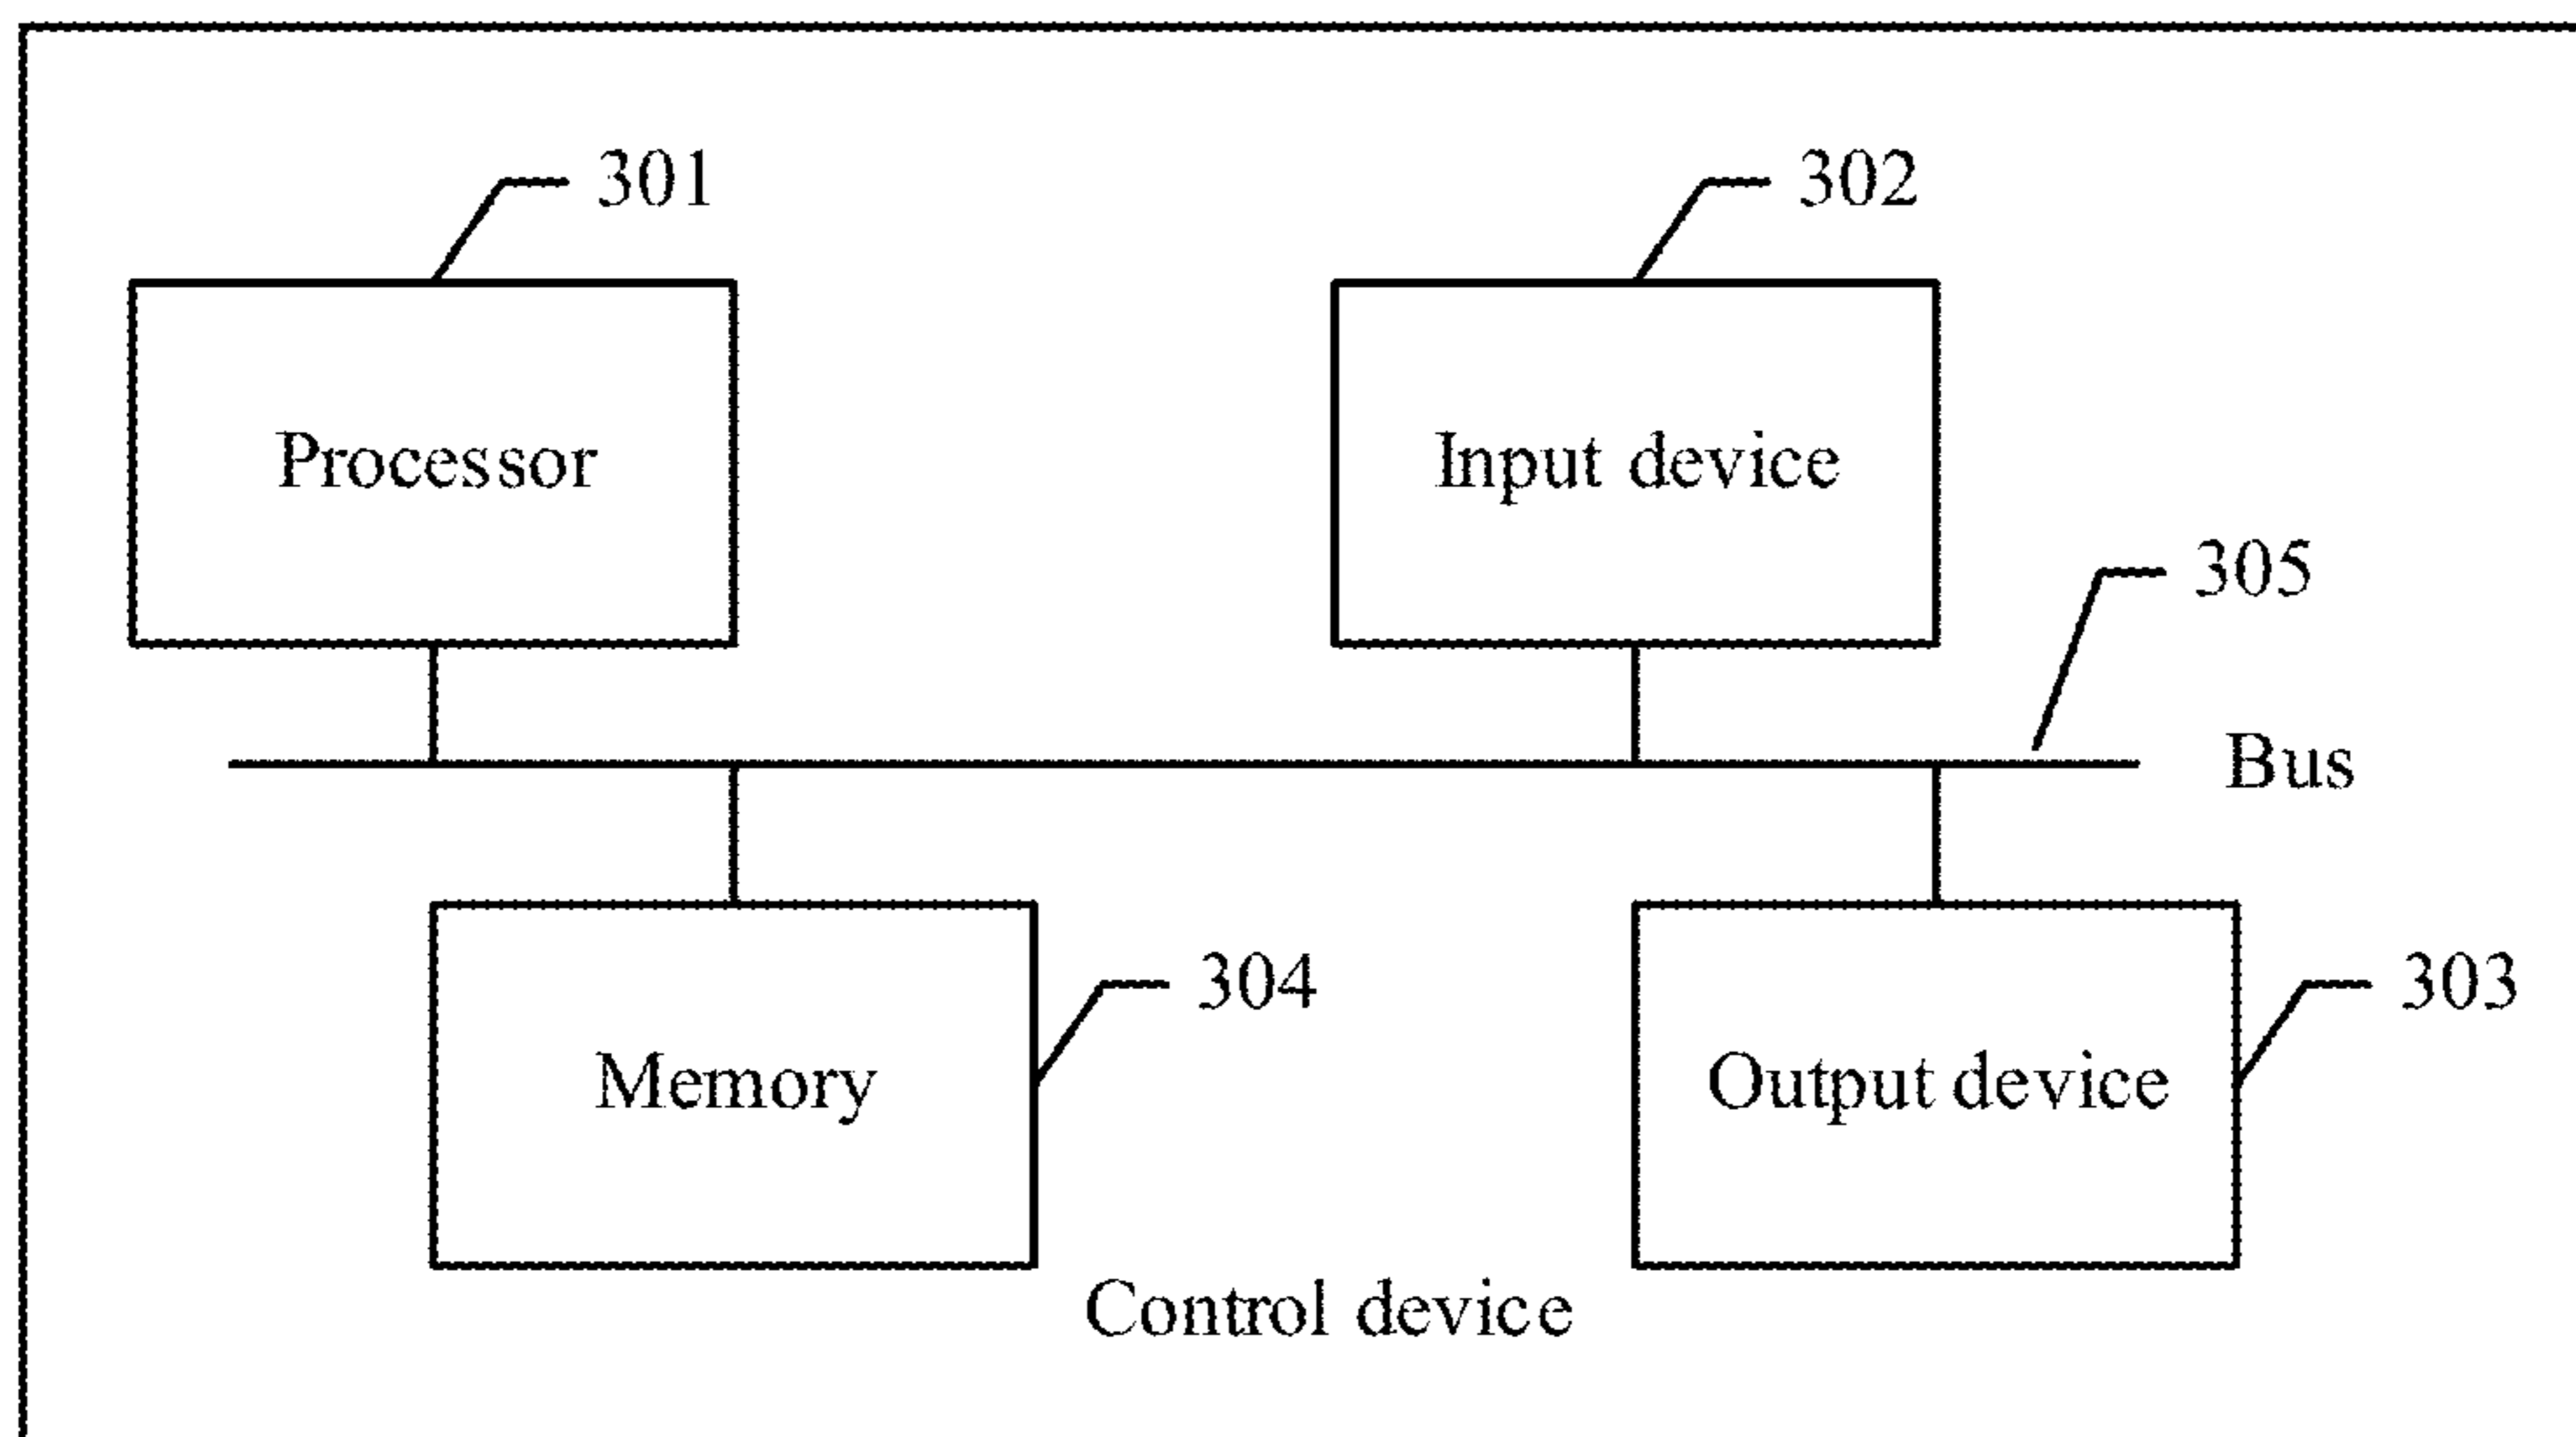 301
302
Processor
Input device
305
Bus
304
303
Memory
Output device
Control device